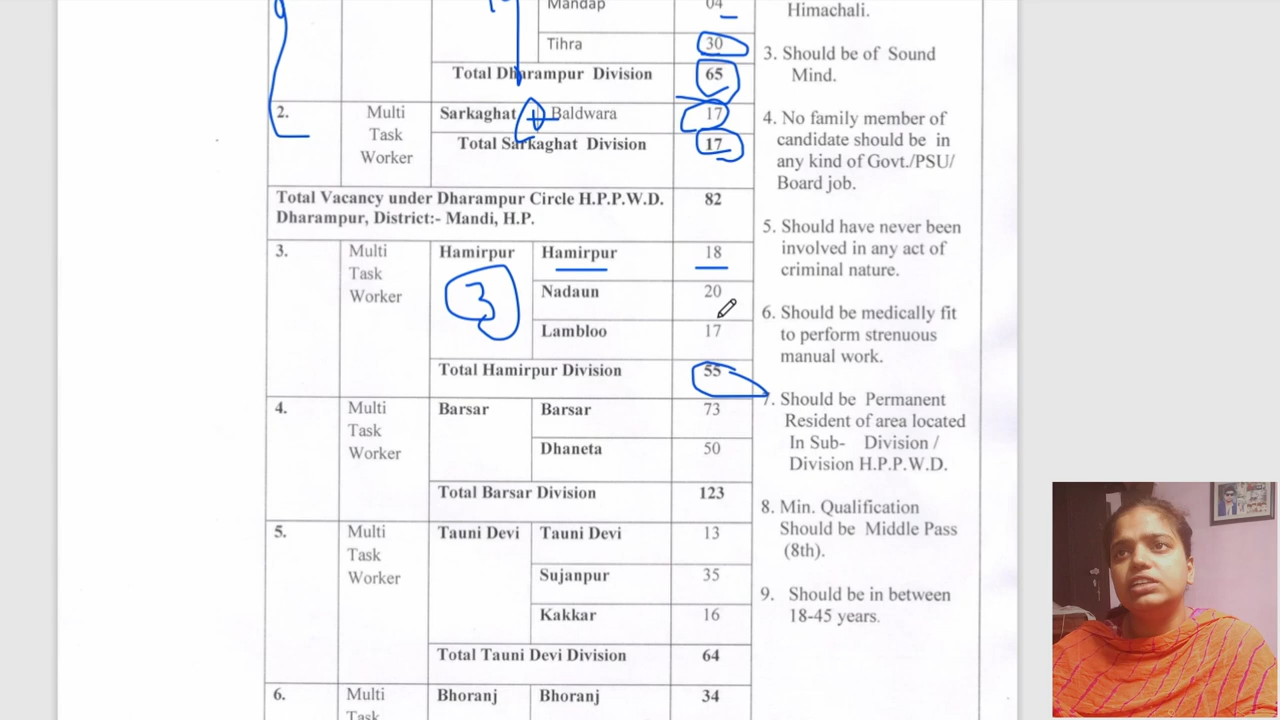 Mandap 04
Tihra 30
Total Dharampur Division 65
2. Multi Task Worker Sarkaghat Baldwara 17
Total Sarkaghat Division 17
Total Vacancy under Dharampur Circle H.P.P.W.D. 82
Dharampur, District:- Mandi, H.P.
3. Multi Task Worker Hamirpur Hamirpur 18
3
Nadaun 20
Lambloo 17
Total Hamirpur Division 55
4. Multi Task Worker Barsar Barsar 73
Dhaneta 50
Total Barsar Division 123
5. Multi Task Worker Tauni Devi Tauni Devi 13
Sujanpur 35
Kakkar 16
Total Tauni Devi Division 64
6. Multi Task Bhoranj Bhoranj 34
Himachali.
3. Should be of Sound
Mind.
4. No family member of
candidate should be in
any kind of Govt./PSU/
Board job.
5. Should have never been
involved in any act of
criminal nature.
6. Should be medically fit
to perform strenuous
manual work.
7. Should be Permanent
Resident of area located
In Sub- Division /
Division H.P.P.W.D.
8. Min. Qualification
Should be Middle Pass
(8th).
9. Should be in between
18-45 years.